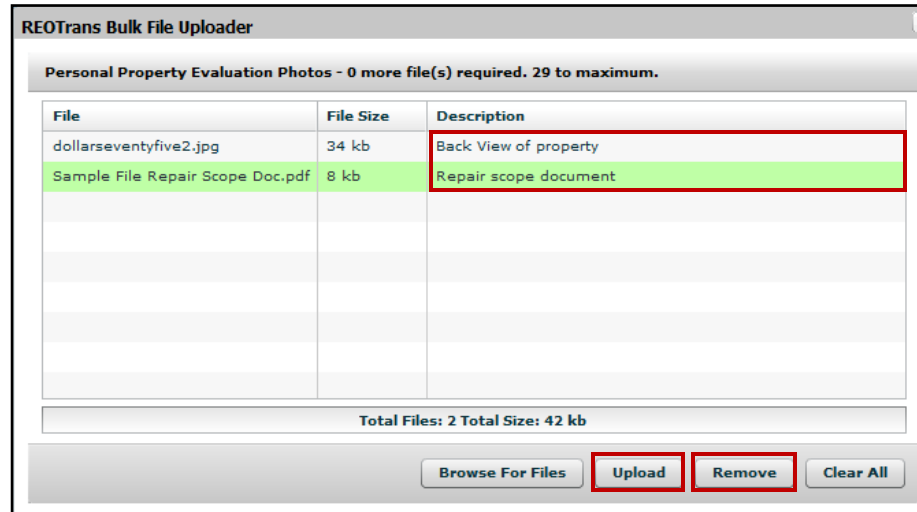 REOTrans Bulk File Uploader
Personal Property Evaluation Photos - 0 more file(s) required. 29 to maximum.
File File Size Description
dollarseventyfive2.jpg 34 kb Back View of property
Sample File Repair Scope Doc.pdf 8 kb Repair scope document
Total Files: 2 Total Size: 42 kb
Browse For Files Upload Remove Clear All